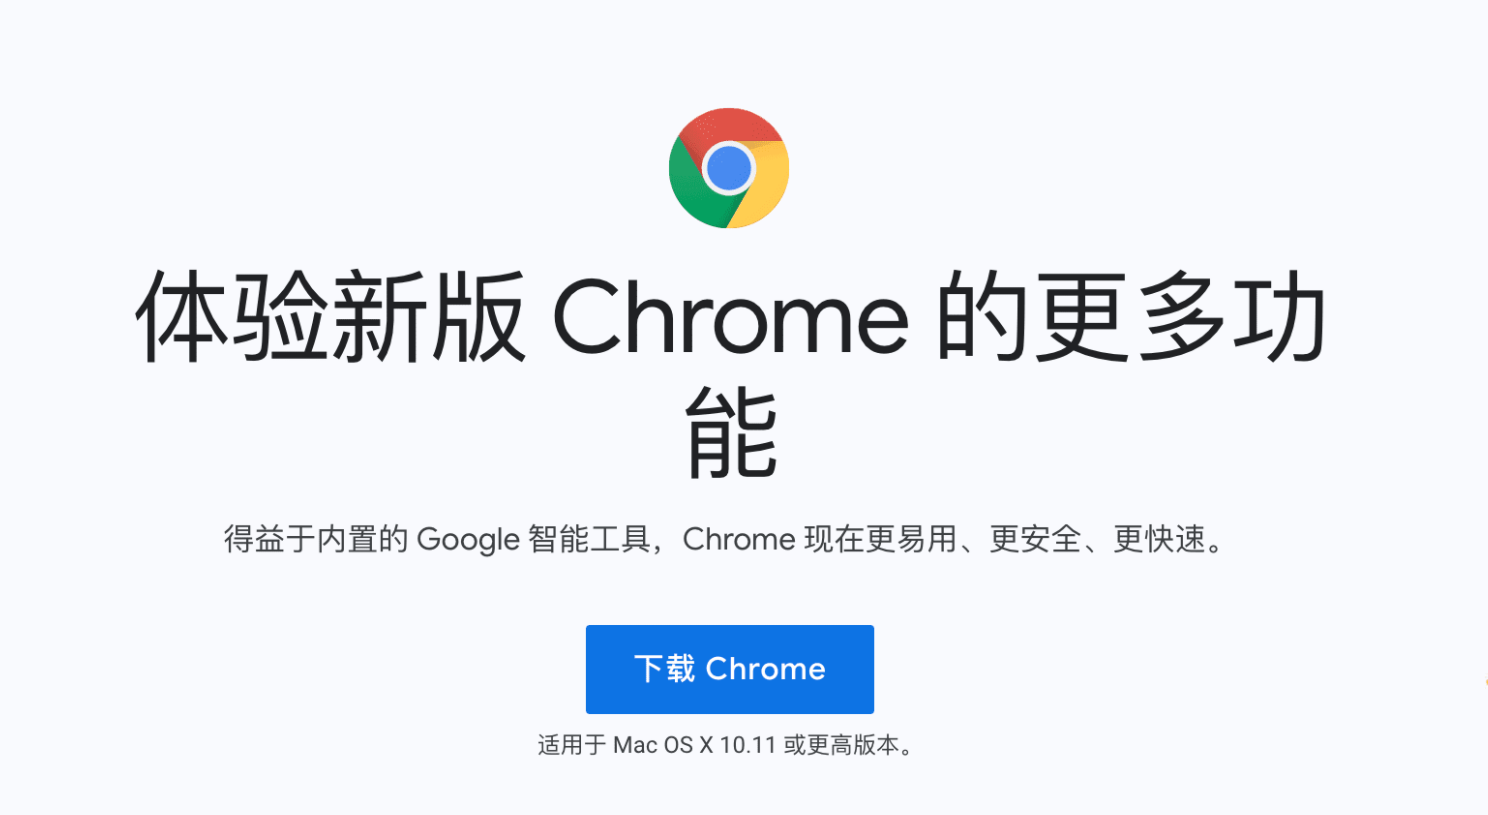 体验新版 Chrome 的更多功
能
得益于内置的 Google 智能工具，Chrome 现在更易用、更安全、更快速。
下载 Chrome
适用于 Mac OS X 10.11 或更高版本。